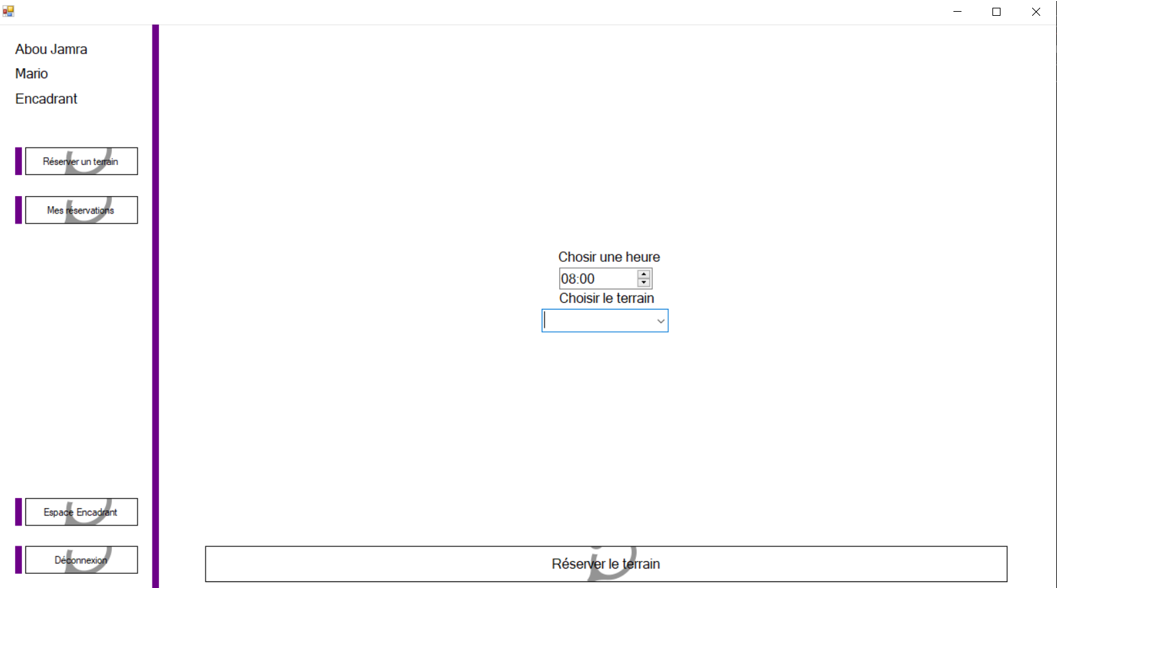 Abou Jamra
Mario
Encadrant
Réserver un terrain
Mes réservations
Chosir une heure
08:00
Choisir le terrain
Espace Encadrant
Déconnexion
Réserver le terrain